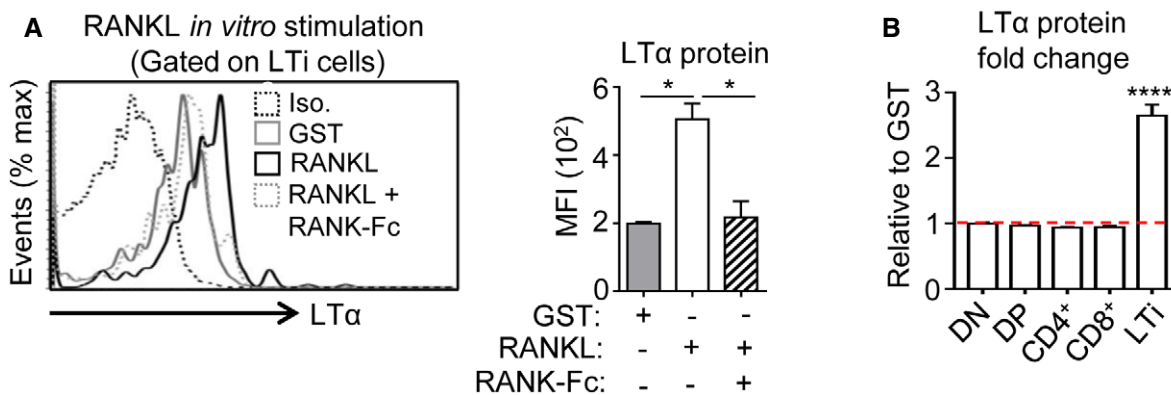 A
RANKL in vitro stimulation
(Gated on LTi cells)
Events (% max)
Iso.
GST
RANKL
RANKL +
RANK-Fc
LTα
LTα protein
* *
MFI (10²)
6
4
2
0
GST: + - -
RANKL: - + +
RANK-Fc: - - +
B
LTα protein
fold change
****
Relative to GST
3
2
1
0
DN DP CD4⁺ CD8⁺ LTi